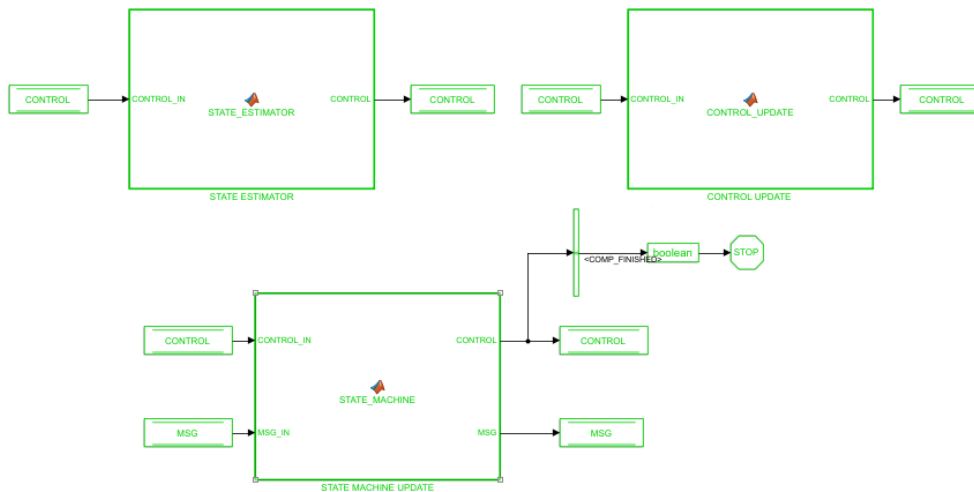 CONTROL
CONTROL_IN
STATE_ESTIMATOR
CONTROL
CONTROL
STATE ESTIMATOR
CONTROL
CONTROL_IN
CONTROL_UPDATE
CONTROL
CONTROL
CONTROL UPDATE
<COMP_FINISHED>
boolean
STOP
CONTROL
CONTROL_IN
CONTROL
CONTROL
STATE_MACHINE
MSG
MSG_IN
MSG
MSG
STATE MACHINE UPDATE